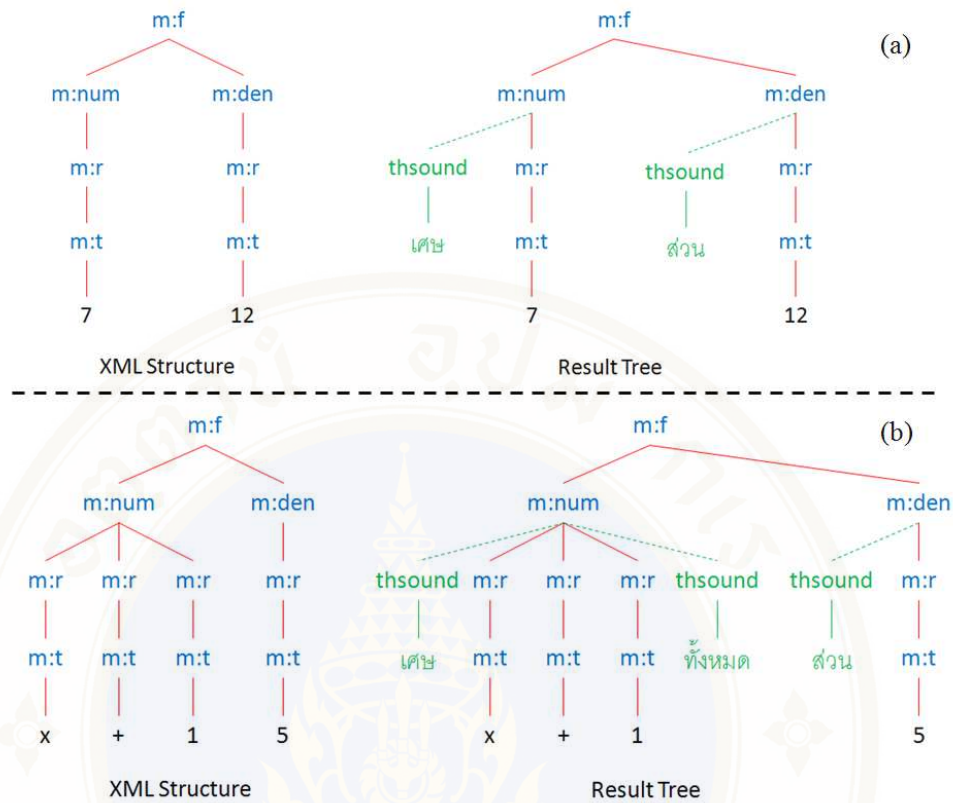 m:f m:f (a)
m:num m:den m:num m:den
m:r m:r thsound m:r thsound m:r
m:t m:t เศษ m:t ส่วน m:t
7 12 7 12
XML Structure Result Tree
m:f m:f (b)
m:num m:den m:num m:den
m:r m:r m:r m:r thsound m:r m:r m:r thsound thsound m:r
m:t m:t m:t m:t เศษ m:t m:t m:t ทั้งหมด ส่วน m:t
x + 1 5 x + 1 5
XML Structure Result Tree